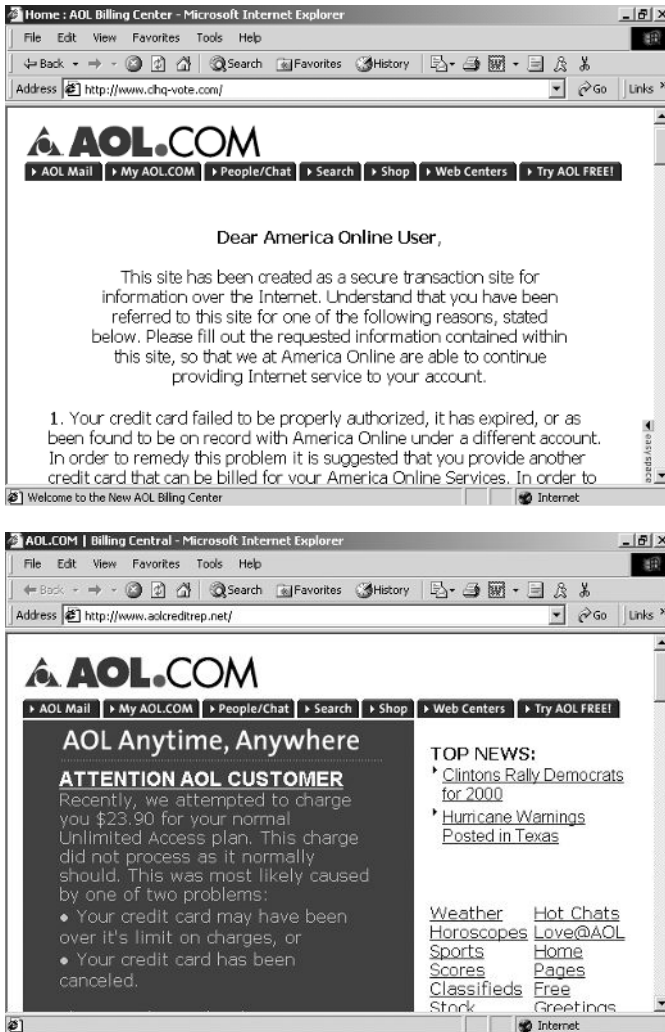 Home : AOL Billing Center - Microsoft Internet Explorer
File Edit View Favorites Tools Help
Back Search Favorites History
Address http://www.clhq-vote.com/ Go Links »
AOL.COM
AOL Mail My AOL.COM People/Chat Search Shop Web Centers Try AOL FREE!
Dear America Online User,
This site has been created as a secure transaction site for
information over the Internet. Understand that you have been
referred to this site for one of the following reasons, stated
below. Please fill out the requested information contained within
this site, so that we at America Online are able to continue
providing Internet service to your account.
1. Your credit card failed to be properly authorized, it has expired, or as
been found to be on record with America Online under a different account.
In order to remedy this problem it is suggested that you provide another
credit card that can be billed for your America Online Services. In order to
easyspace
Welcome to the New AOL Billing Center Internet
AOL.COM | Billing Central - Microsoft Internet Explorer
File Edit View Favorites Tools Help
Back Search Favorites History
Address http://www.aolcreditrep.net/ Go Links »
AOL.COM
AOL Mail My AOL.COM People/Chat Search Shop Web Centers Try AOL FREE!
AOL Anytime, Anywhere
ATTENTION AOL CUSTOMER
Recently, we attempted to charge
you $23.90 for your normal
Unlimited Access plan. This charge
did not process as it normally
should. This was most likely caused
by one of two problems:
● Your credit card may have been
over it's limit on charges, or
● Your credit card has been
canceled.
TOP NEWS:
Clintons Rally Democrats
for 2000
Hurricane Warnings
Posted in Texas
Weather Hot Chats
Horoscopes Love@AOL
Sports Home
Scores Pages
Classifieds Free
Stock Greetings
Internet